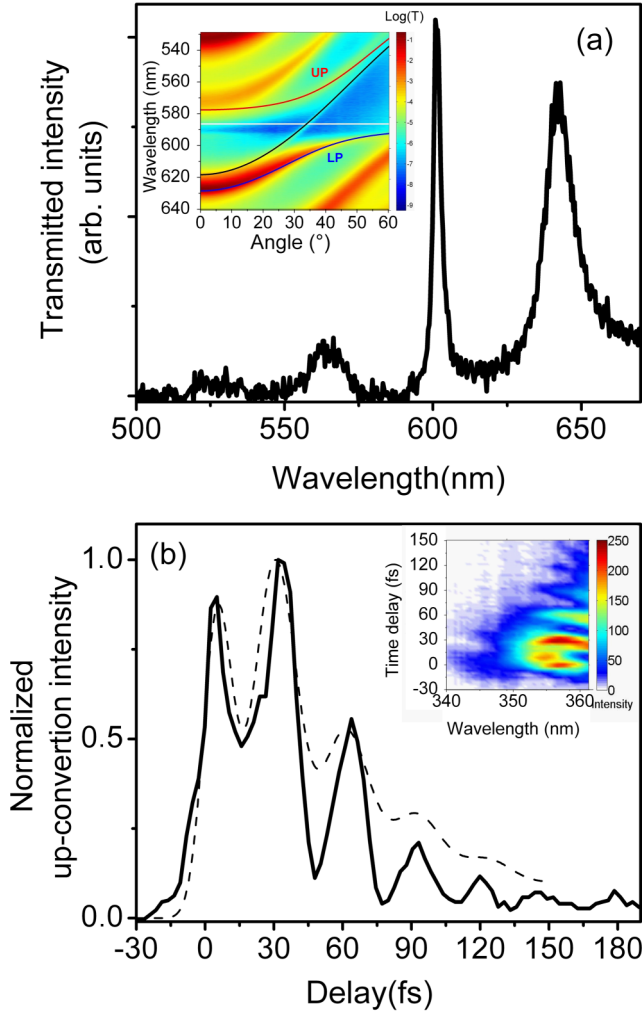 (a)
Transmitted intensity
(arb. units)
Log(T)
-1
-2
-3
-4
-5
-6
-7
-8
-9
Wavelength (nm)
540
560
580
600
620
640
UP
LP
0 10 20 30 40 50 60
Angle (°)
500 550 600 650
Wavelength(nm)
(b)
Normalized
up-convertion intensity
1.0
0.5
0.0
Time delay (fs)
150
120
90
60
30
0
-30
340 350 360
Wavelength (nm)
250
200
150
100
50
0
Intensity
-30 0 30 60 90 120 150 180
Delay(fs)